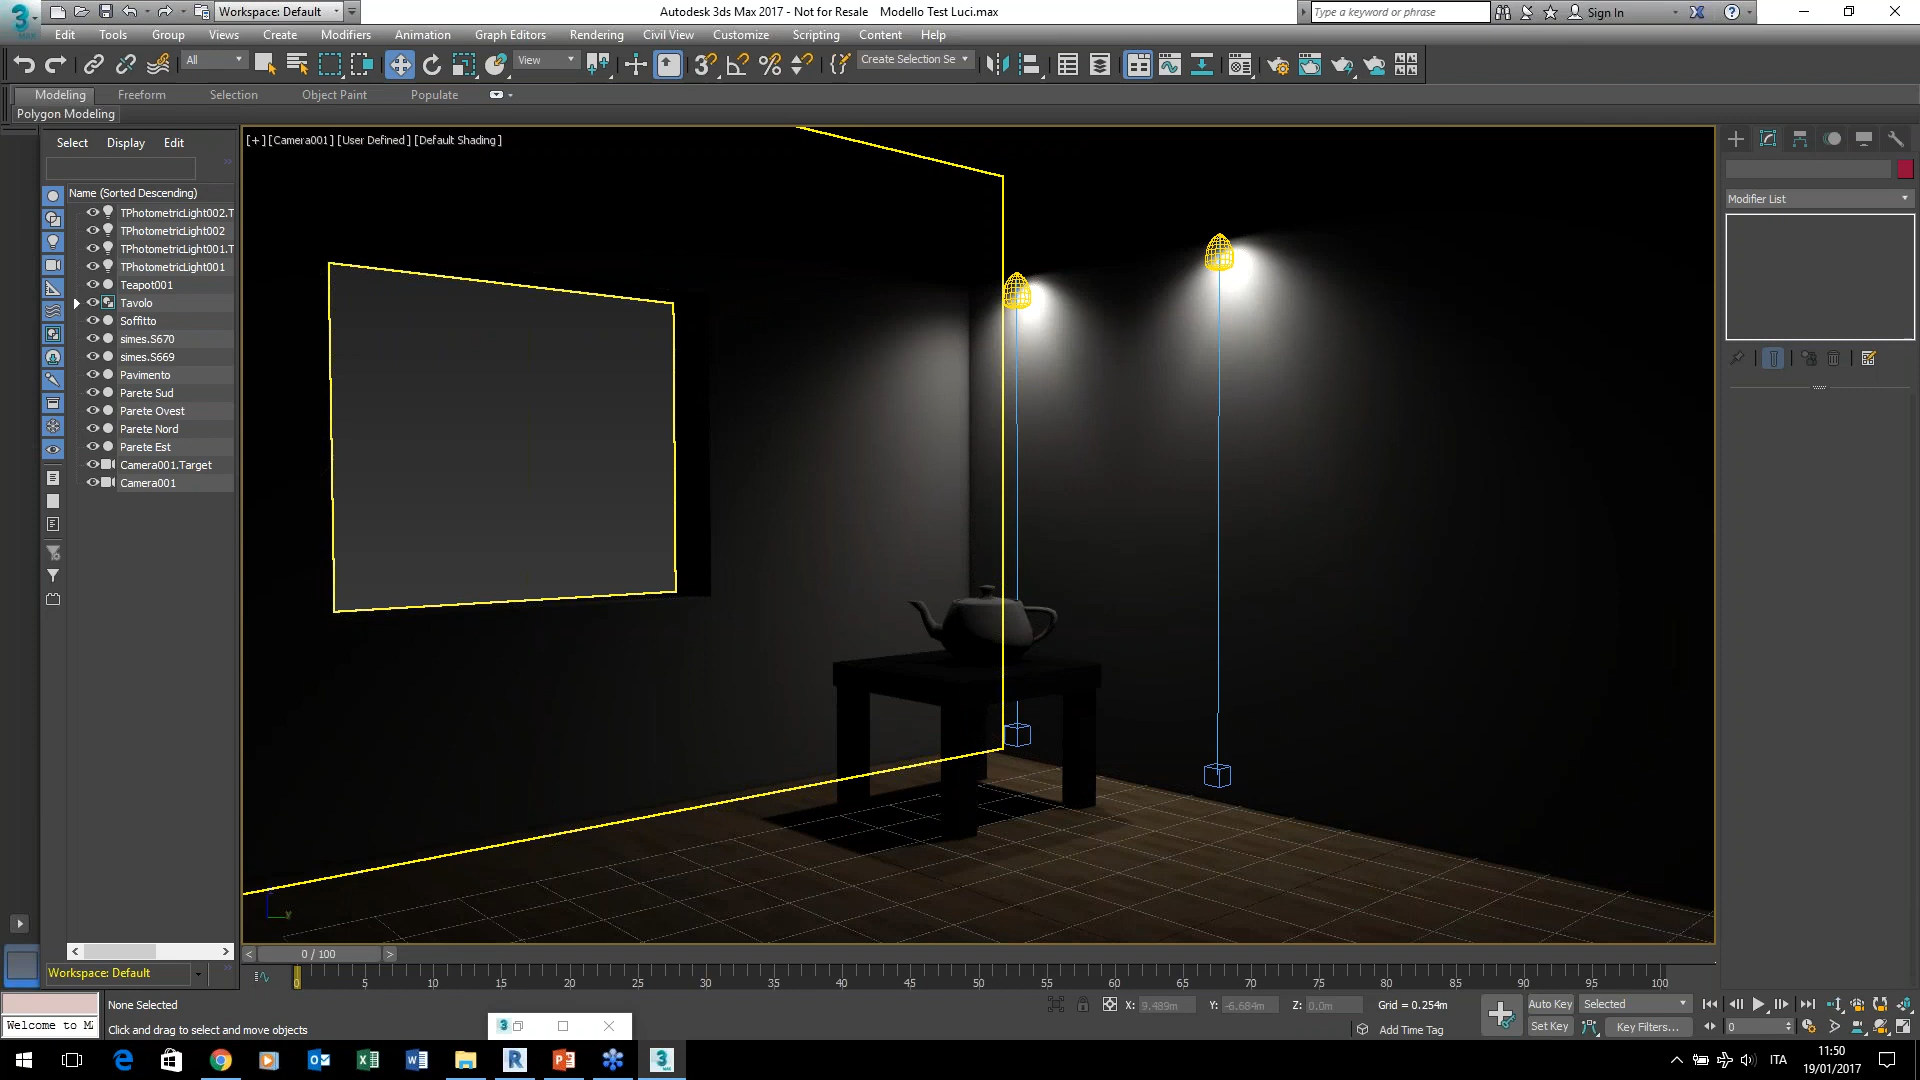 Workspace: Default
Autodesk 3ds Max 2017 - Not for Resale    Modello Test Luci.max
Type a keyword or phrase
Sign In
MAX
Edit Tools Group Views Create Modifiers Animation Graph Editors Rendering Civil View Customize Scripting Content Help
All
View
Create Selection Se
Modeling Freeform Selection Object Paint Populate
Polygon Modeling
Select Display Edit
[+] [Camera001] [User Defined] [Default Shading]
Name (Sorted Descending)
Modifier List
TPhotometricLight002.T
TPhotometricLight002
TPhotometricLight001.T
TPhotometricLight001
Teapot001
Tavolo
Soffitto
simes.S670
simes.S669
Pavimento
Parete Sud
Parete Ovest
Parete Nord
Parete Est
Camera001.Target
Camera001
y
0 / 100
Workspace: Default
0 5 10 15 20 25 30 35 40 45 50 55 60 65 70 75 80 85 90 95 100
None Selected
X: 9.489m Y: -6.684m Z: 0.0m Grid = 0.254m
Auto Key Selected
Welcome to M
Click and drag to select and move objects
Add Time Tag
Set Key Key Filters... 0
ITA
11:50
19/01/2017